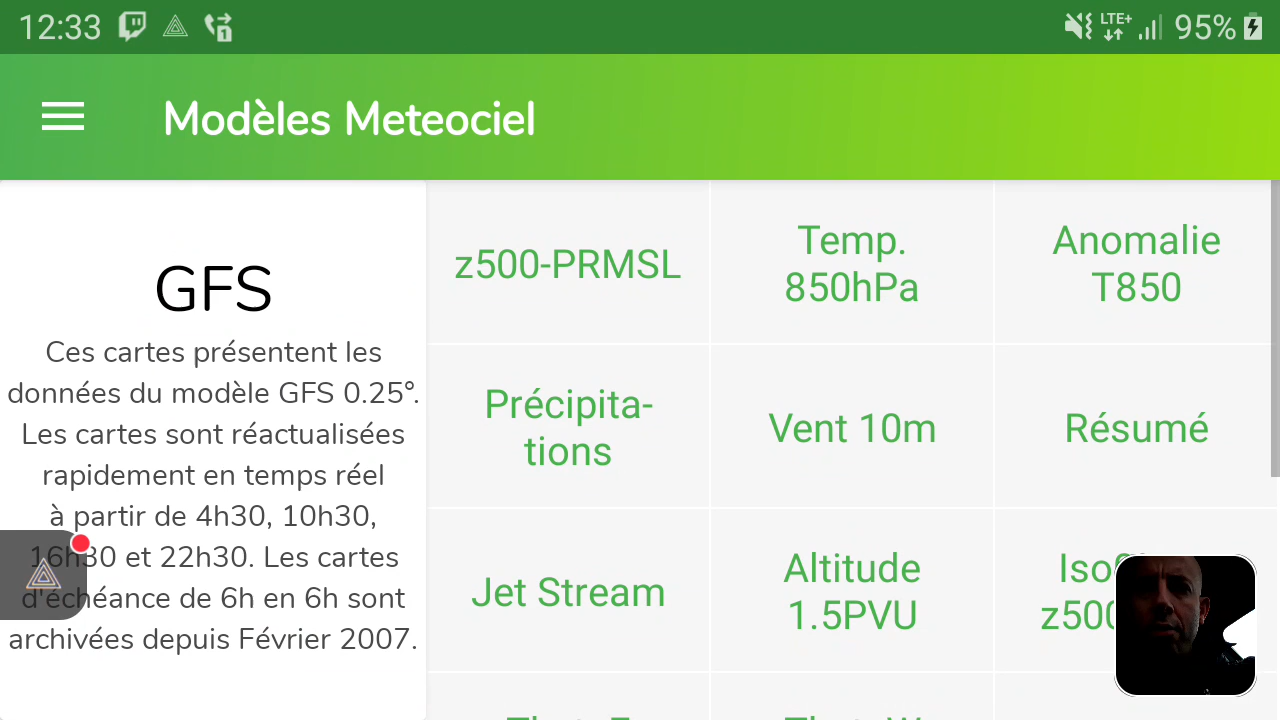 12:33
1
LTE+
95%
Modèles Meteociel
GFS
Ces cartes présentent les
données du modèle GFS 0.25°.
Les cartes sont réactualisées
rapidement en temps réel
à partir de 4h30, 10h30,
16h30 et 22h30. Les cartes
d'échéance de 6h en 6h sont
archivées depuis Février 2007.
z500-PRMSL
Temp.
850hPa
Anomalie
T850
Précipita-
tions
Vent 10m
Résumé
Jet Stream
Altitude
1.5PVU